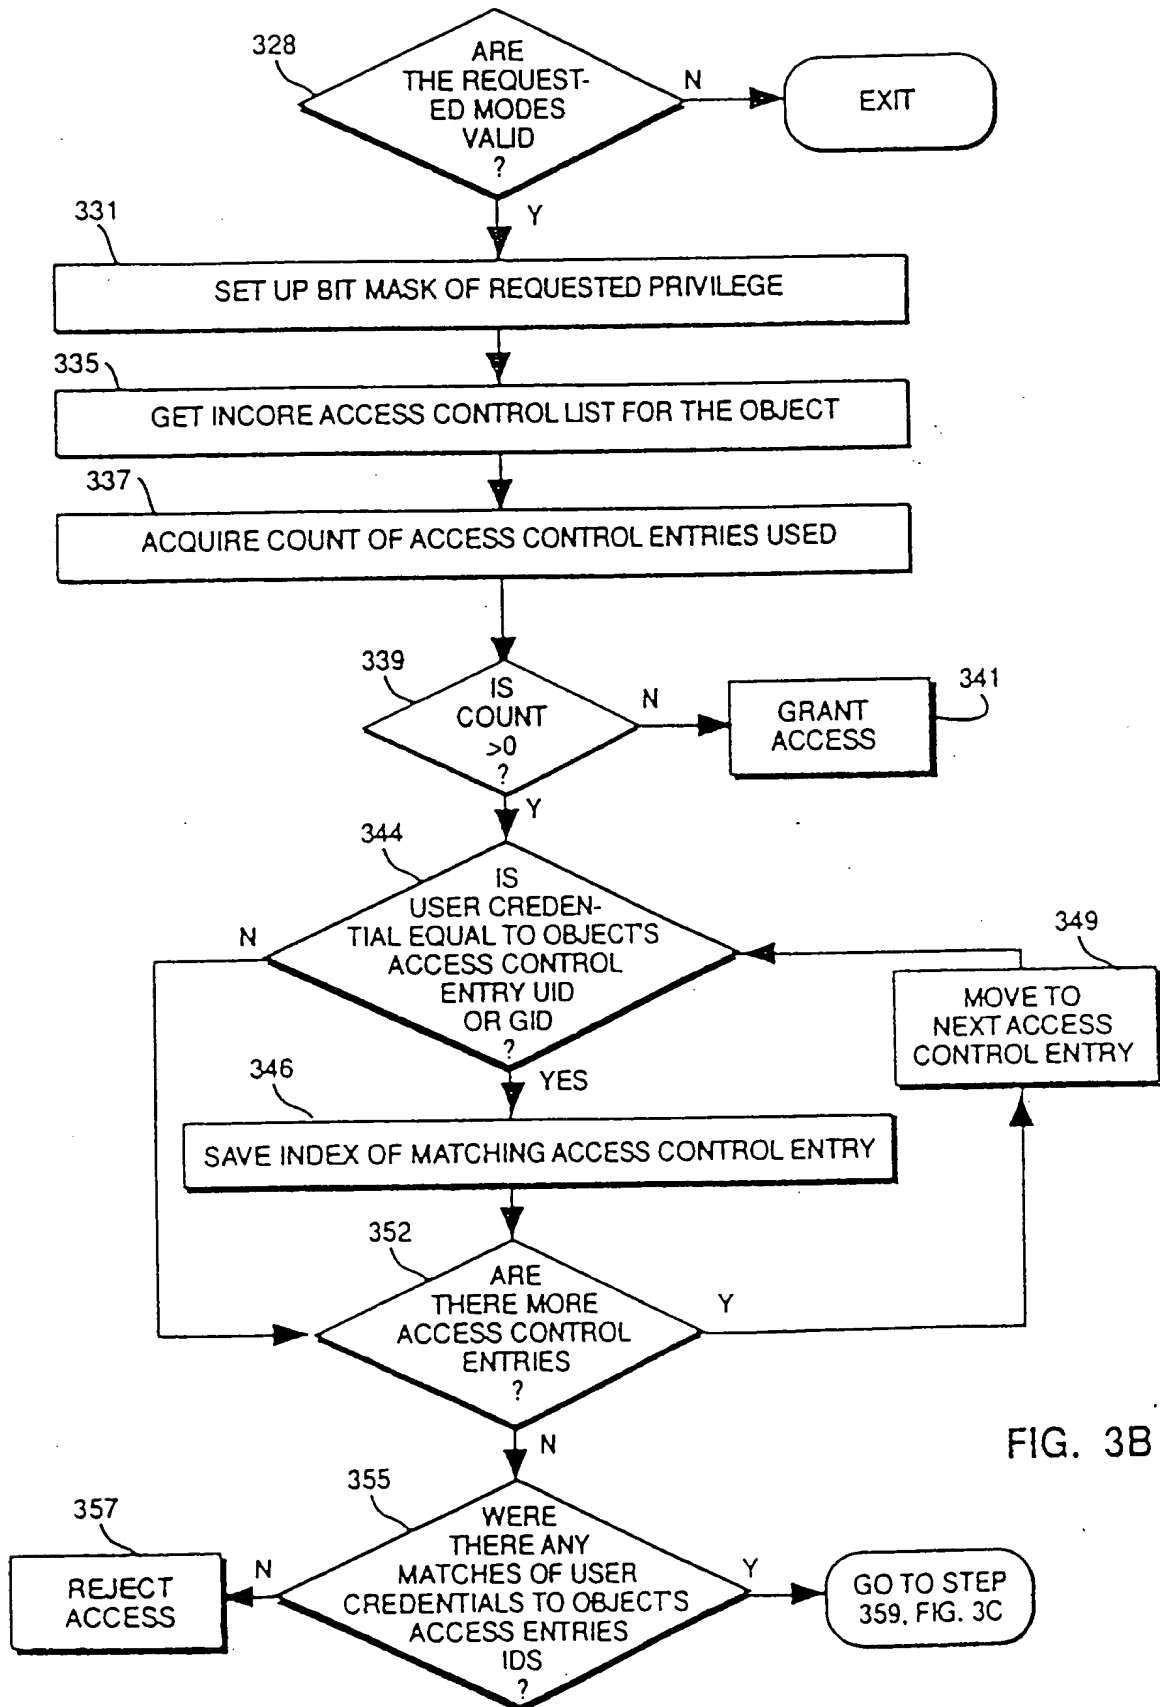 328
ARE
THE REQUEST-
ED MODES
VALID
?
N
EXIT
Y
331
SET UP BIT MASK OF REQUESTED PRIVILEGE
335
GET INCORE ACCESS CONTROL LIST FOR THE OBJECT
337
ACQUIRE COUNT OF ACCESS CONTROL ENTRIES USED
339
IS
COUNT
>0
?
N
GRANT
ACCESS
341
Y
344
IS
USER CREDEN-
TIAL EQUAL TO OBJECT'S
ACCESS CONTROL
ENTRY UID
OR GID
?
N
349
MOVE TO
NEXT ACCESS
CONTROL ENTRY
YES
346
SAVE INDEX OF MATCHING ACCESS CONTROL ENTRY
352
ARE
THERE MORE
ACCESS CONTROL
ENTRIES
?
Y
N
FIG. 3B
355
WERE
THERE ANY
MATCHES OF USER
CREDENTIALS TO OBJECT'S
ACCESS ENTRIES
IDS
?
N
357
REJECT
ACCESS
Y
GO TO STEP
359, FIG. 3C